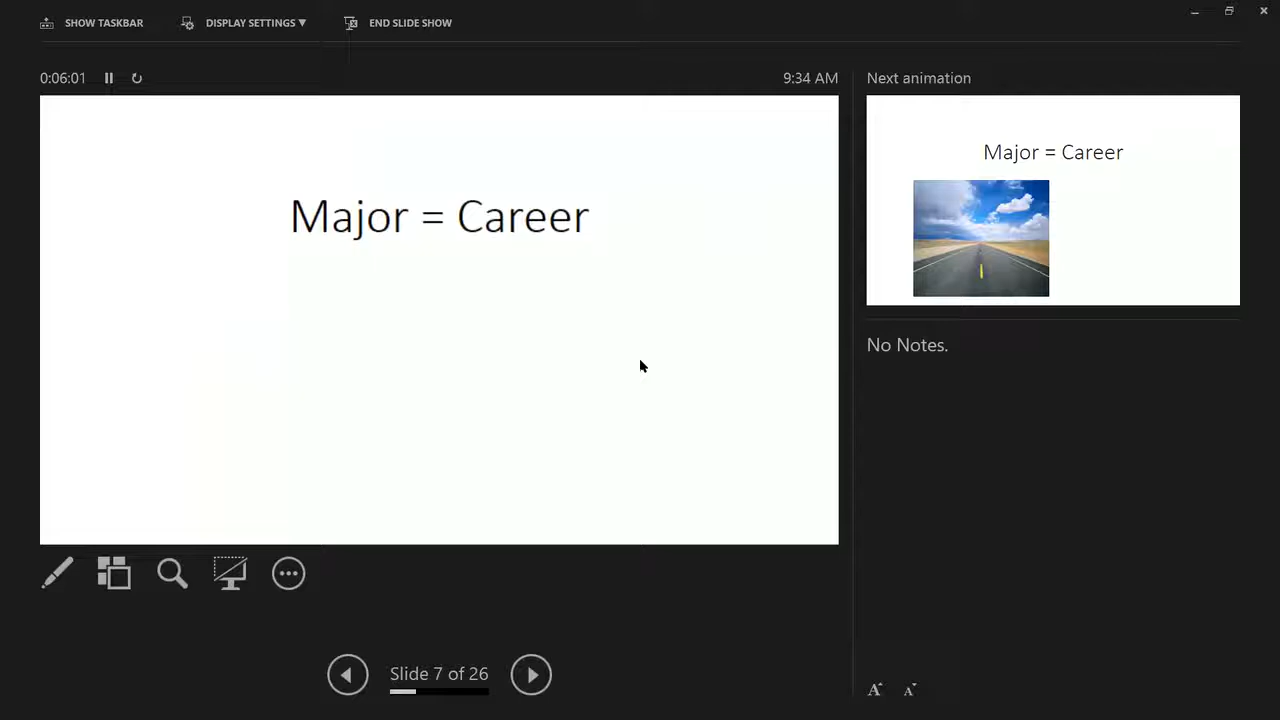 SHOW TASKBAR
DISPLAY SETTINGS ▼
END SLIDE SHOW
0:06:01
9:34 AM
Next animation
Major = Career
Major = Career
No Notes.
Slide 7 of 26
A A